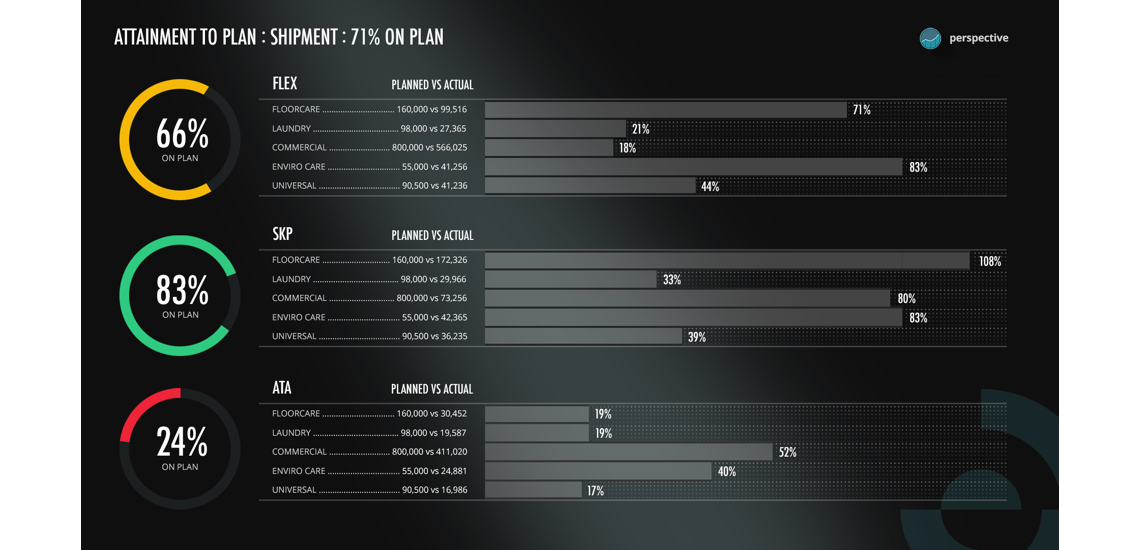 ATTAINMENT TO PLAN : SHIPMENT : 71% ON PLAN
perspective
66%
ON PLAN
FLEX PLANNED VS ACTUAL
FLOORCARE ................................ 160,000 vs 99,516 71%
LAUNDRY ..................................... 98,000 vs 27,365 21%
COMMERCIAL ........................... 800,000 vs 566,025 18%
ENVIRO CARE ............................... 55,000 vs 41,256 83%
UNIVERSAL .................................. 90,500 vs 41,236 44%
83%
ON PLAN
SKP PLANNED VS ACTUAL
FLOORCARE .............................. 160,000 vs 172,326 108%
LAUNDRY ..................................... 98,000 vs 29,966 33%
COMMERCIAL ............................. 800,000 vs 73,256 80%
ENVIRO CARE ............................... 55,000 vs 42,365 83%
UNIVERSAL .................................. 90,500 vs 36,235 39%
24%
ON PLAN
ATA PLANNED VS ACTUAL
FLOORCARE ................................ 160,000 vs 30,452 19%
LAUNDRY ..................................... 98,000 vs 19,587 19%
COMMERCIAL ........................... 800,000 vs 411,020 52%
ENVIRO CARE ............................... 55,000 vs 24,881 40%
UNIVERSAL .................................. 90,500 vs 16,986 17%